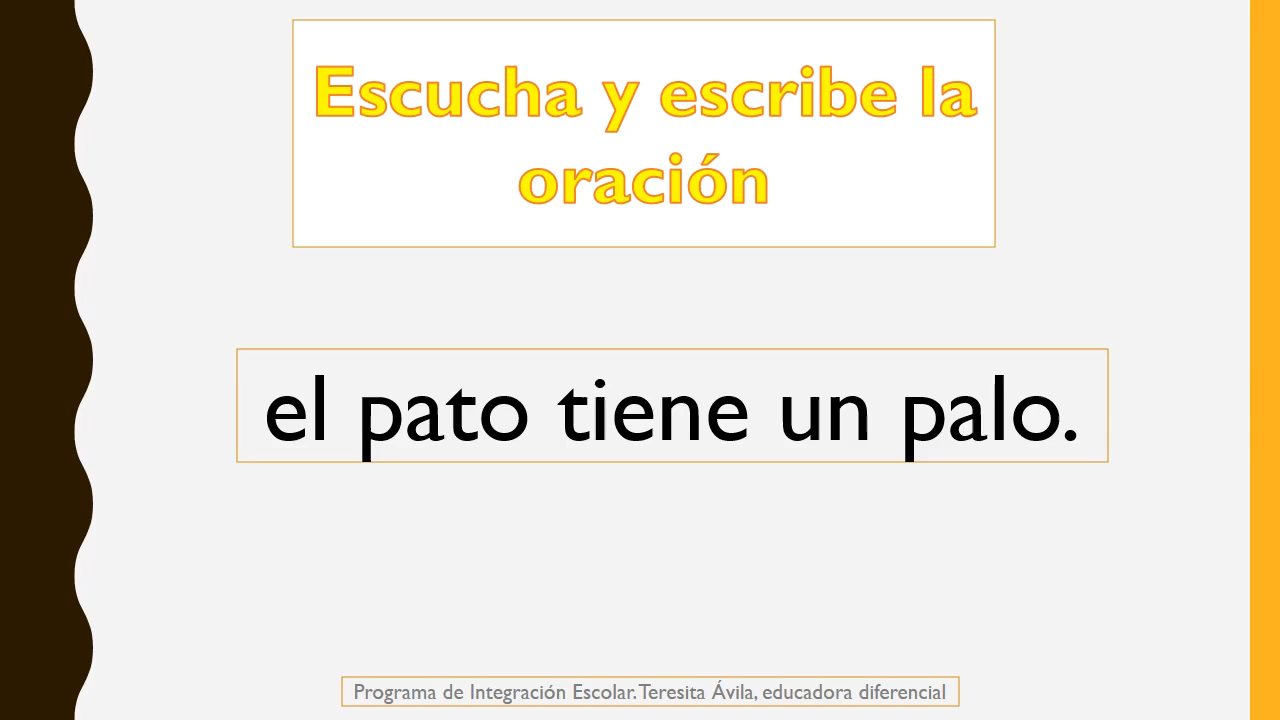 Escucha y escribe la
oración
el pato tiene un palo.
Programa de Integración Escolar. Teresita Ávila, educadora diferencial